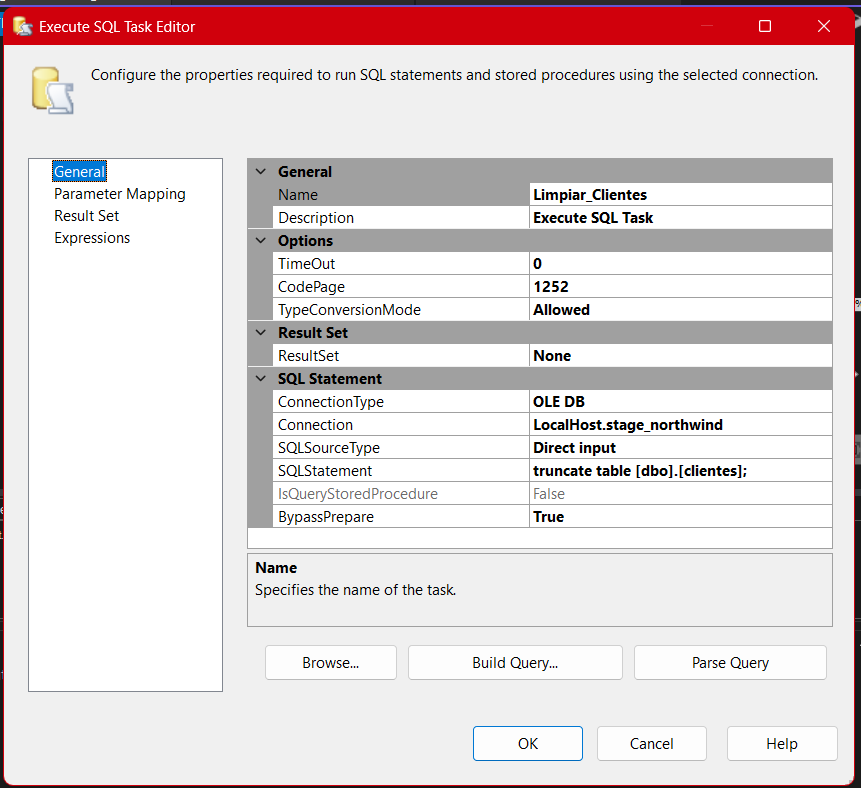 Execute SQL Task Editor
Configure the properties required to run SQL statements and stored procedures using the selected connection.
General
Parameter Mapping
Result Set
Expressions
General
Name Limpiar_Clientes
Description Execute SQL Task
Options
TimeOut 0
CodePage 1252
TypeConversionMode Allowed
Result Set
ResultSet None
SQL Statement
ConnectionType OLE DB
Connection LocalHost.stage_northwind
SQLSourceType Direct input
SQLStatement truncate table [dbo].[clientes];
IsQueryStoredProcedure False
BypassPrepare True
Name
Specifies the name of the task.
Browse... Build Query... Parse Query
OK Cancel Help